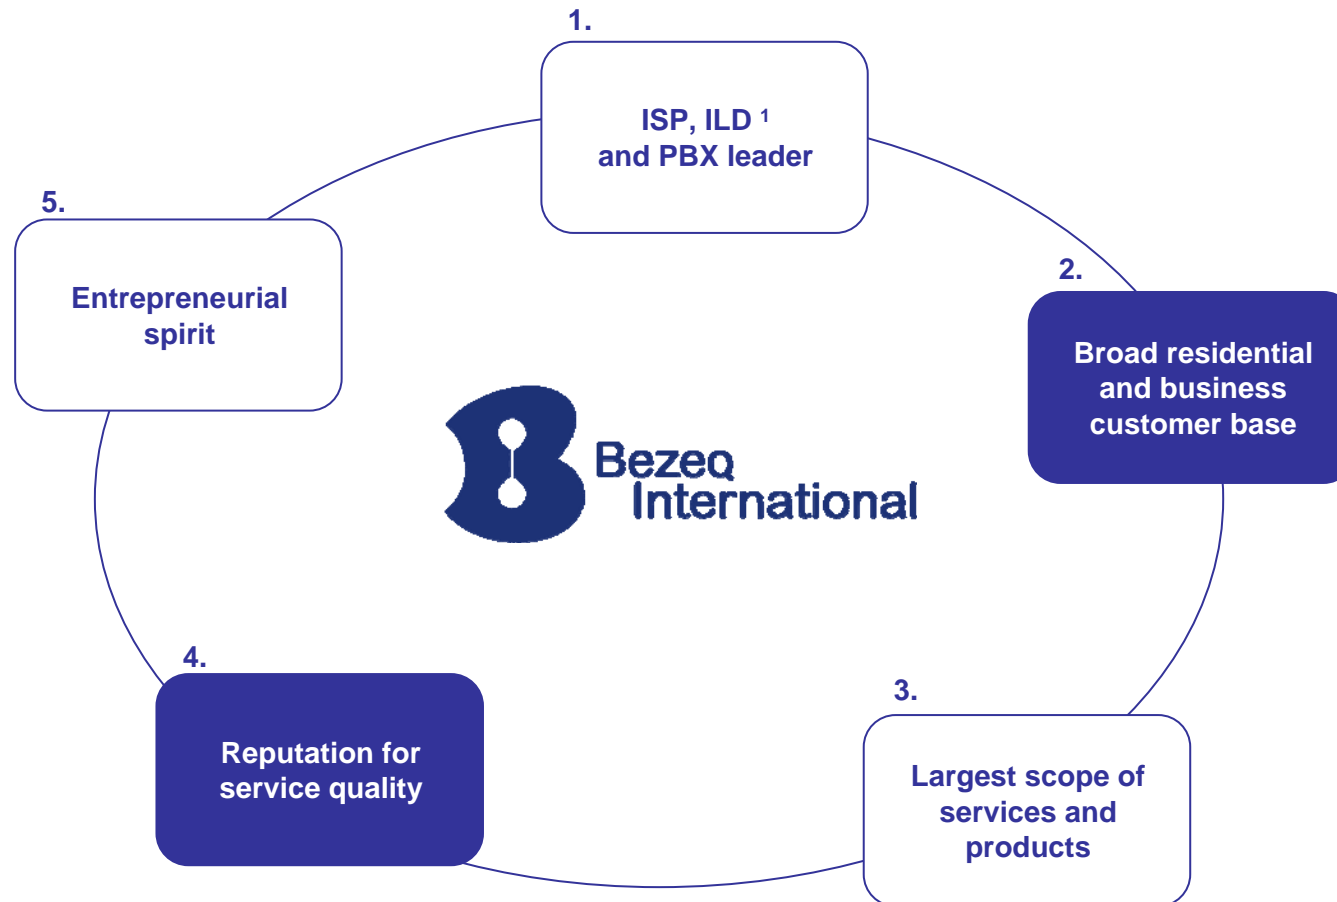 1.
ISP, ILD ¹
and PBX leader
2.
Broad residential
and business
customer base
3.
Largest scope of
services and
products
4.
Reputation for
service quality
5.
Entrepreneurial
spirit
Bezeq
International